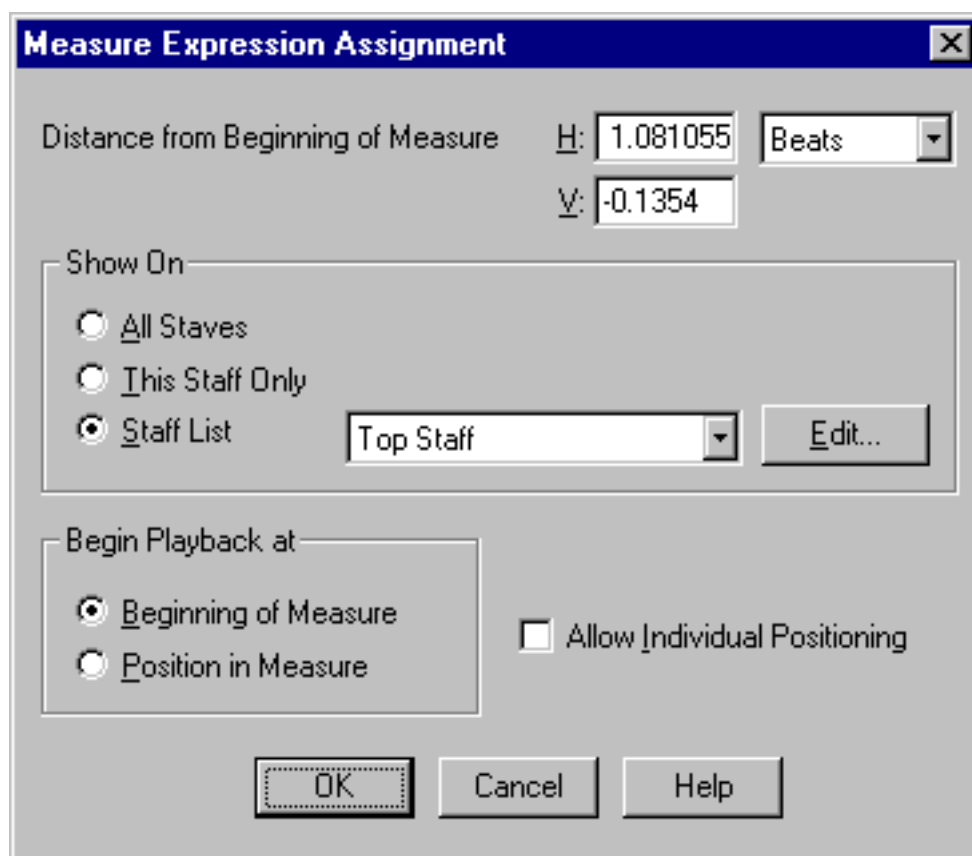 Measure Expression Assignment
Distance from Beginning of Measure H: 1.081055 Beats
V: -0.1354
Show On
All Staves
This Staff Only
Staff List Top Staff Edit...
Begin Playback at
Beginning of Measure
Allow Individual Positioning
Position in Measure
OK Cancel Help